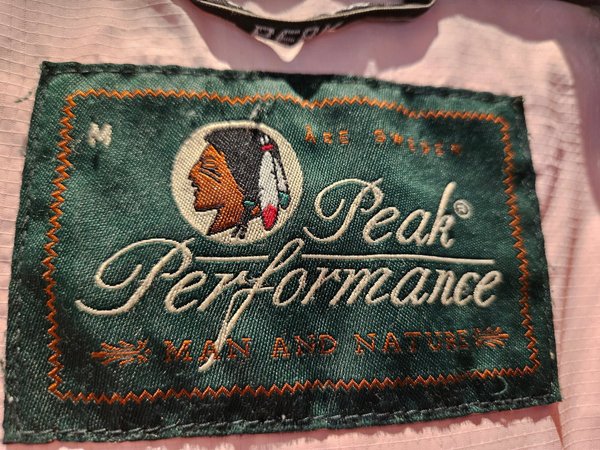 M
Åre Sweden
Peak®
Performance
MAN AND NATURE